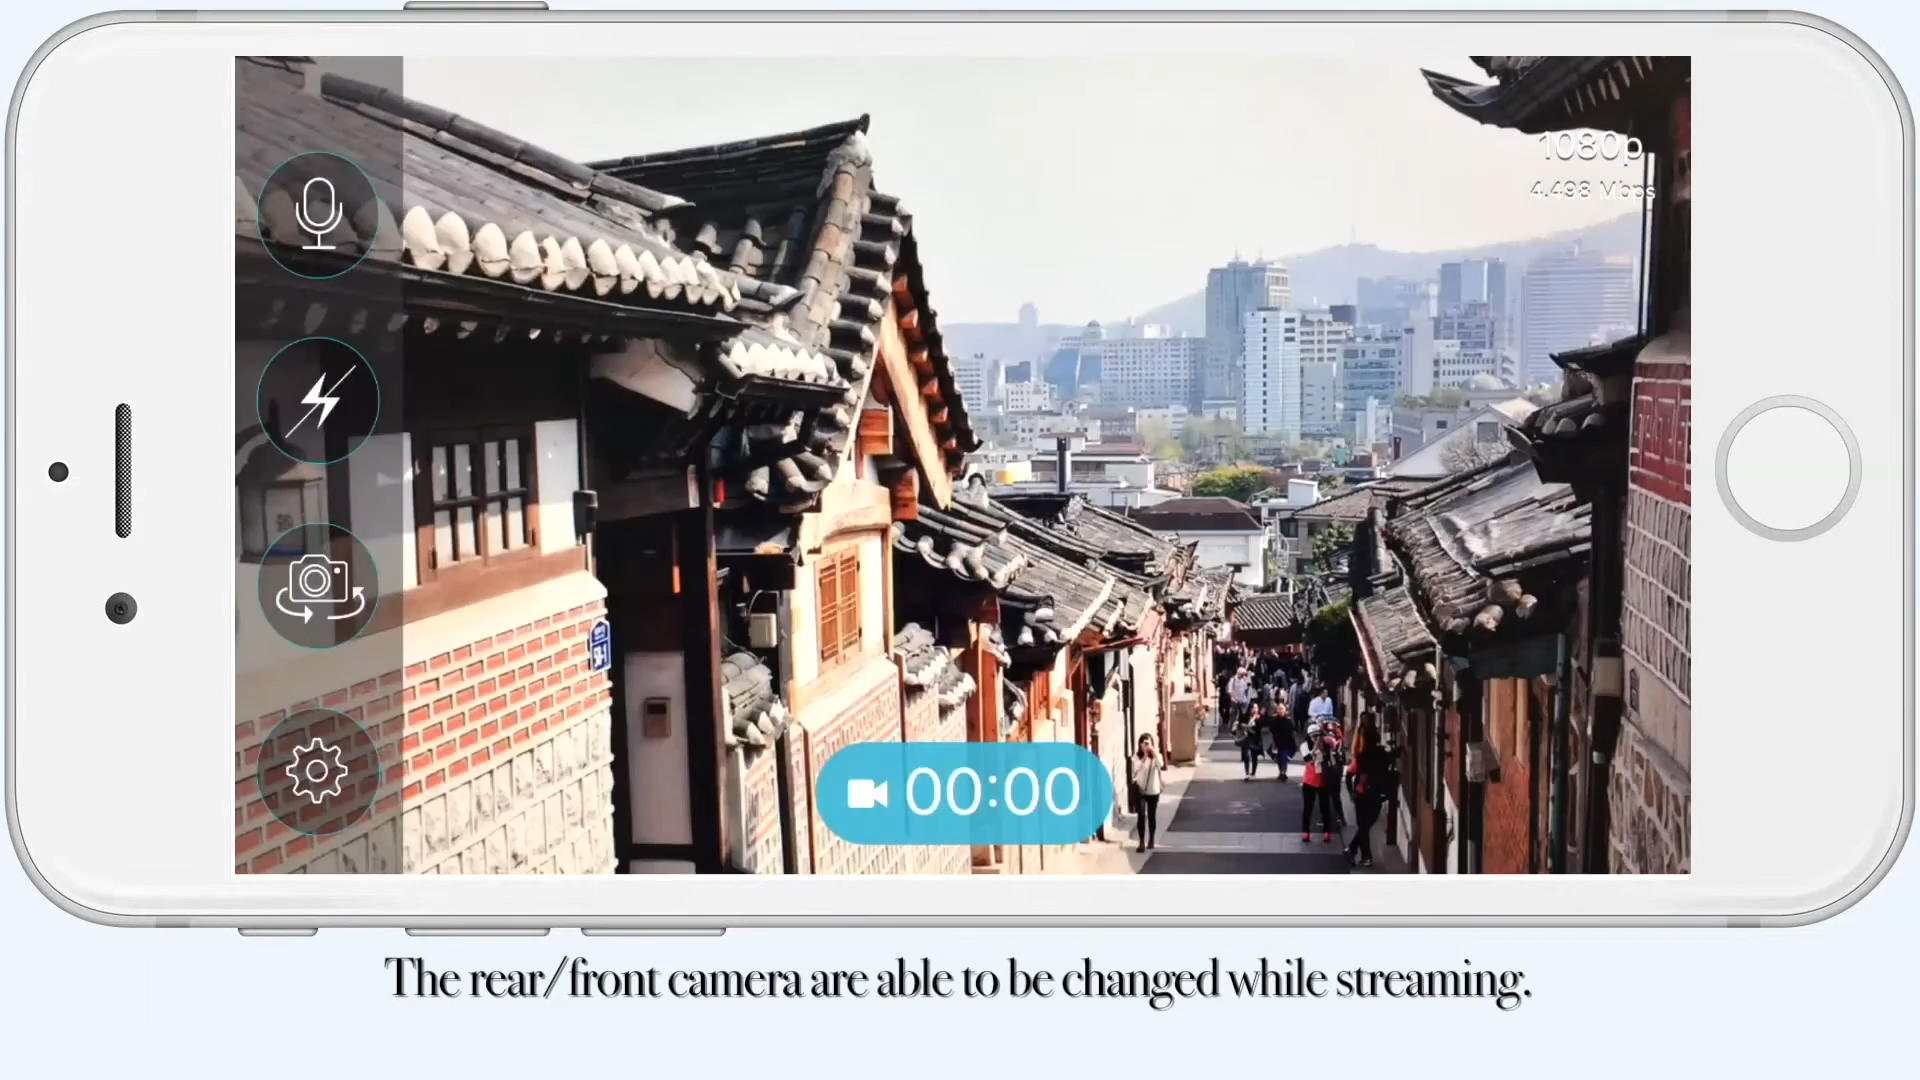 1080p
4.498 Mbps
00:00
The rear/front camera are able to be changed while streaming.